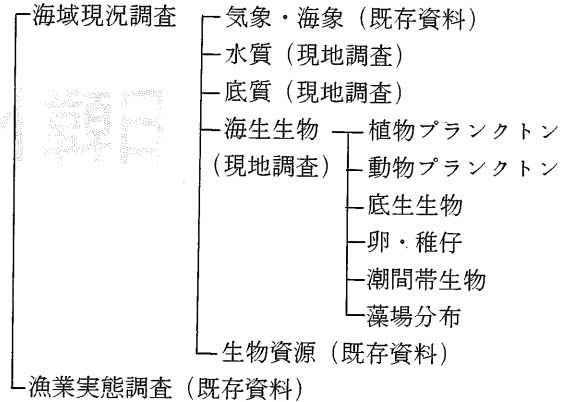 海域現況調査 気象・海象（既存資料）
水質（現地調査）
底質（現地調査）
海生生物 植物プランクトン
（現地調査） 動物プランクトン
底生生物
卵・稚仔
潮間帯生物
藻場分布
生物資源（既存資料）
漁業実態調査（既存資料）